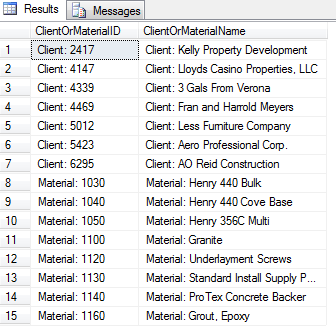 Results Messages
ClientOrMaterialID ClientOrMaterialName
1 Client: 2417 Client: Kelly Property Development
2 Client: 4147 Client: Lloyds Casino Properties, LLC
3 Client: 4339 Client: 3 Gals From Verona
4 Client: 4469 Client: Fran and Harrold Meyers
5 Client: 5012 Client: Less Furniture Company
6 Client: 5423 Client: Aero Professional Corp.
7 Client: 6295 Client: AO Reid Construction
8 Material: 1030 Material: Henry 440 Bulk
9 Material: 1040 Material: Henry 440 Cove Base
10 Material: 1050 Material: Henry 356C Multi
11 Material: 1100 Material: Granite
12 Material: 1120 Material: Underlayment Screws
13 Material: 1130 Material: Standard Install Supply P...
14 Material: 1140 Material: ProTex Concrete Backer
15 Material: 1160 Material: Grout, Epoxy